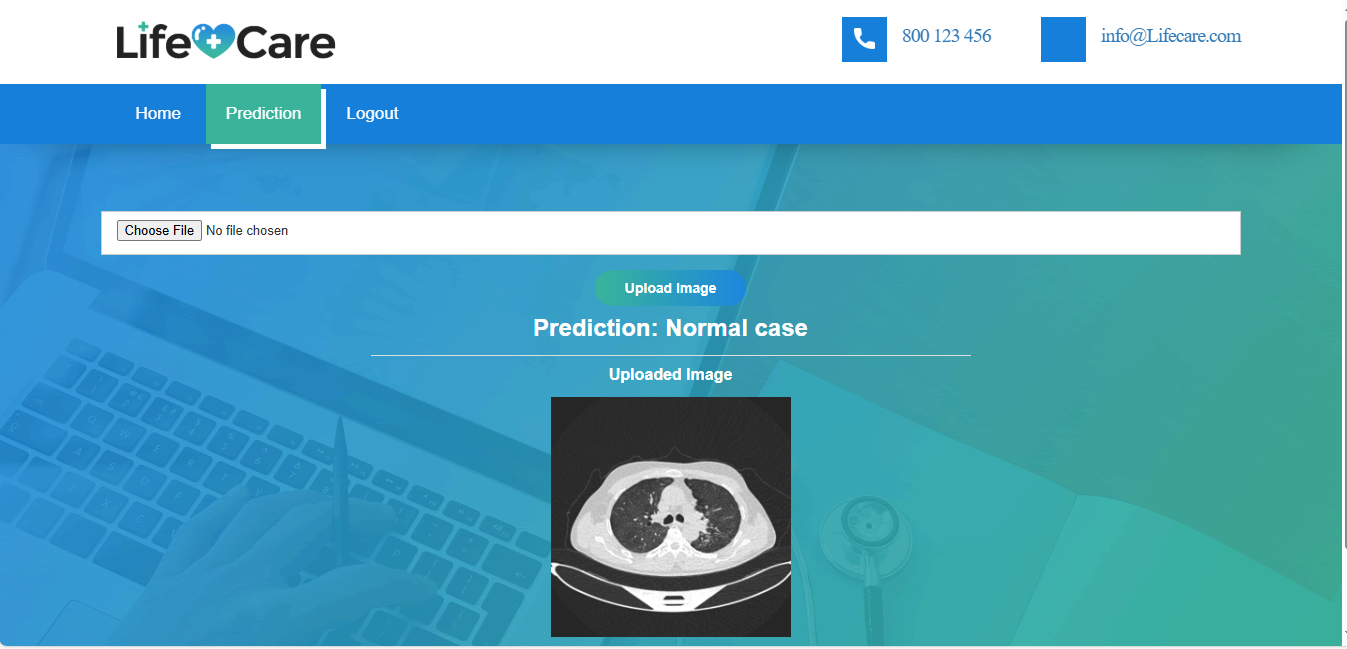 Life Care
800 123 456
info@Lifecare.com
Home
Prediction
Logout
Choose File No file chosen
Upload Image
Prediction: Normal case
Uploaded Image